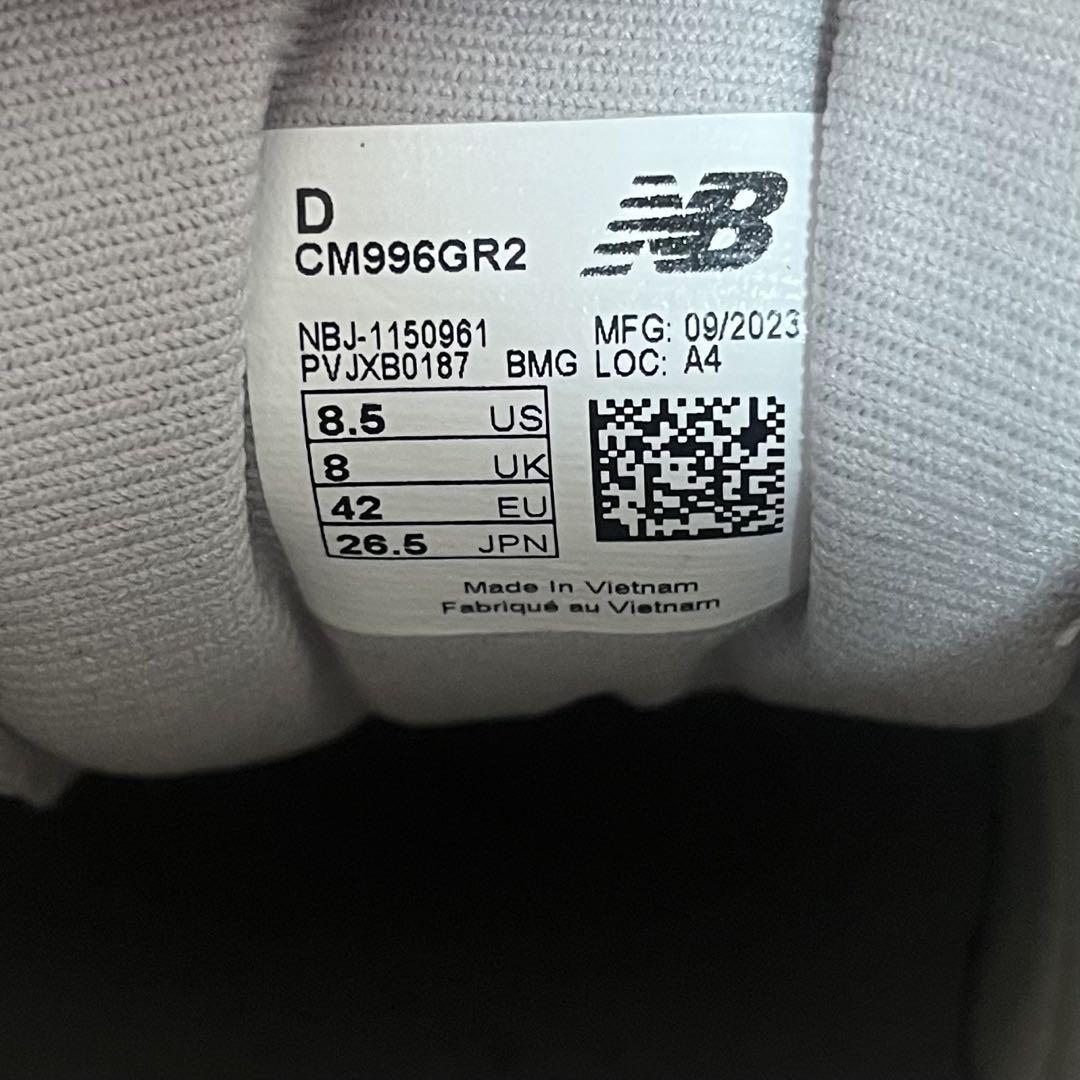 D
NB
CM996GR2
NBJ-1150961 MFG: 09/2023
PVJXB0187 BMG LOC: A4
8.5 US
8 UK
42 EU
26.5 JPN
Made In Vietnam
Fabriqué au Vietnam